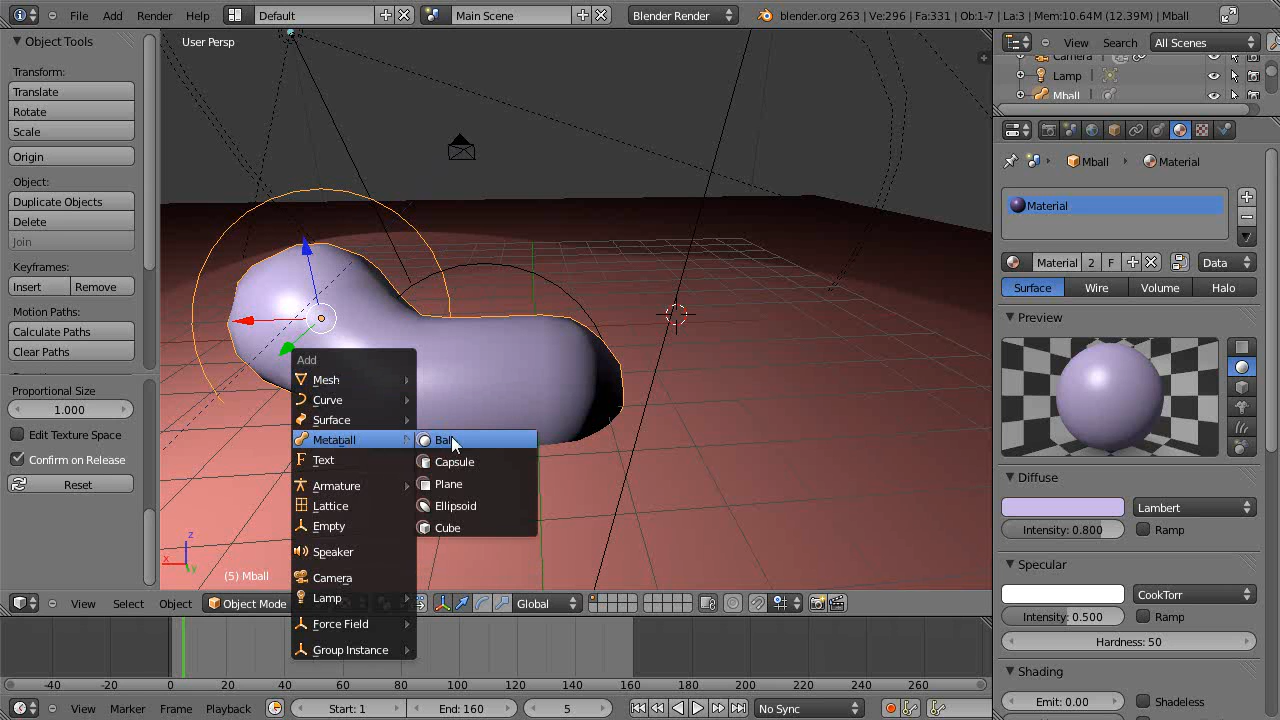 File Add Render Help Default Main Scene Blender Render blender.org 263 | Ve:296 | Fa:331 | Ob:1-7 | La:3 | Mem:10.64M (12.39M) | Mball
Object Tools
Transform:
Translate
Rotate
Scale
Origin
Object:
Duplicate Objects
Delete
Join
Keyframes:
Insert Remove
Motion Paths:
Calculate Paths
Clear Paths
Proportional Size
1.000
Edit Texture Space
Confirm on Release
Reset
User Persp
Add
Mesh
Curve
Surface
Metaball
Text
Armature
Lattice
Empty
Speaker
Camera
Lamp
Force Field
Group Instance
Ball
Capsule
Plane
Ellipsoid
Cube
z
x
y
(5) Mball
View Select Object Object Mode Global
-40 -20 0 20 40 60 80 100 120 140 160 180 200 220 240 260
View Marker Frame Playback Start: 1 End: 160 5 No Sync
View Search All Scenes
Camera
Lamp
Mball
Mball Material
Material
Material 2 F Data
Surface Wire Volume Halo
Preview
Diffuse
Lambert
Intensity: 0.800 Ramp
Specular
CookTorr
Intensity: 0.500 Ramp
Hardness: 50
Shading
Emit: 0.00 Shadeless